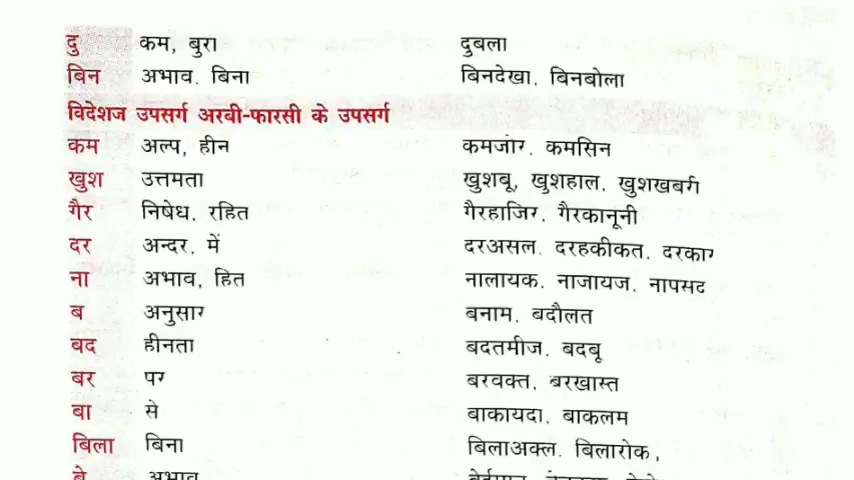 दु कम, बुरा दुबला
बिन अभाव, बिना बिनदेखा, बिनबोला
विदेशज उपसर्ग अरबी-फारसी के उपसर्ग
कम अल्प, हीन कमजोर, कमसिन
खुश उत्तमता खुशबू, खुशहाल, खुशखबरी
गैर निषेध, रहित गैरहाजिर, गैरकानूनी
दर अन्दर, में दरअसल, दरहकीकत, दरकार
ना अभाव, हित नालायक, नाजायज, नापसद
ब अनुसार बनाम, बदौलत
बद हीनता बदतमीज, बदबू
बर पर बरवक्त, बरखास्त
बा से बाकायदा, बाकलम
बिला बिना बिलाअक्ल, बिलारोक,
बे अभाव